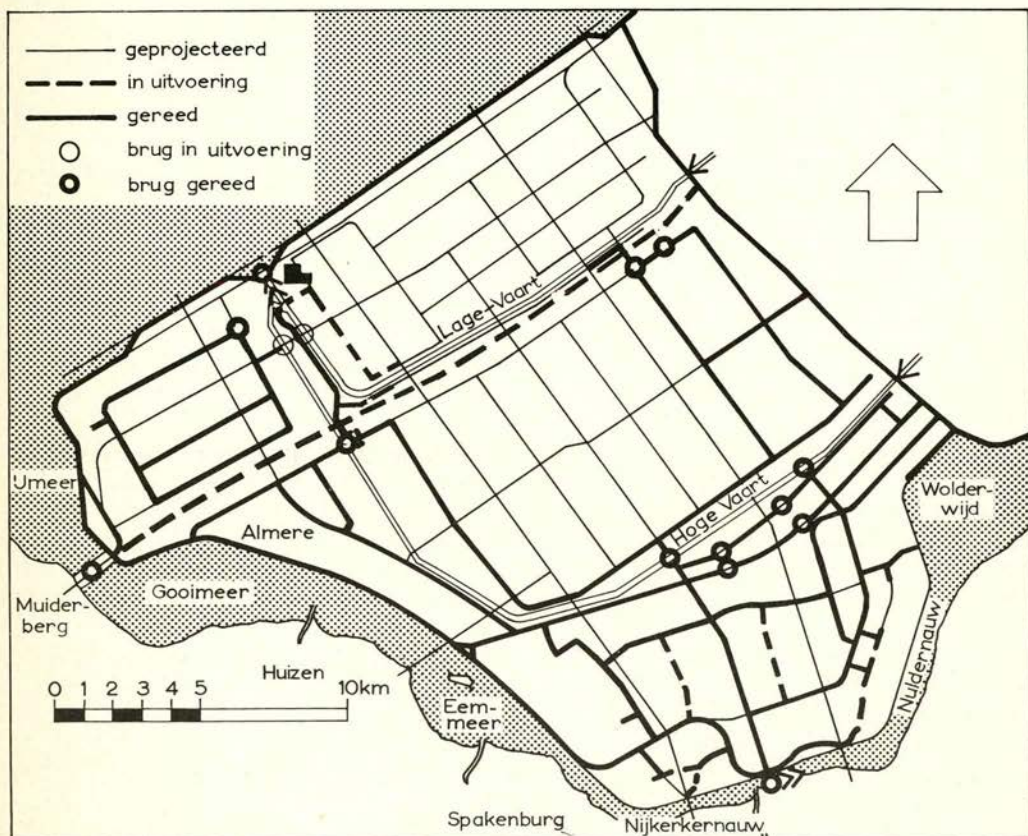 geprojecteerd
in uitvoering
gereed
brug in uitvoering
brug gereed
Lage-Vaart
Hoge Vaart
IJmeer
Almere
Wolder-
wijd
Gooimeer
Muider-
berg
Huizen
0 1 2 3 4 5 10km
Eem-
meer
Nuldernauw
Spakenburg
Nijkerkernauw